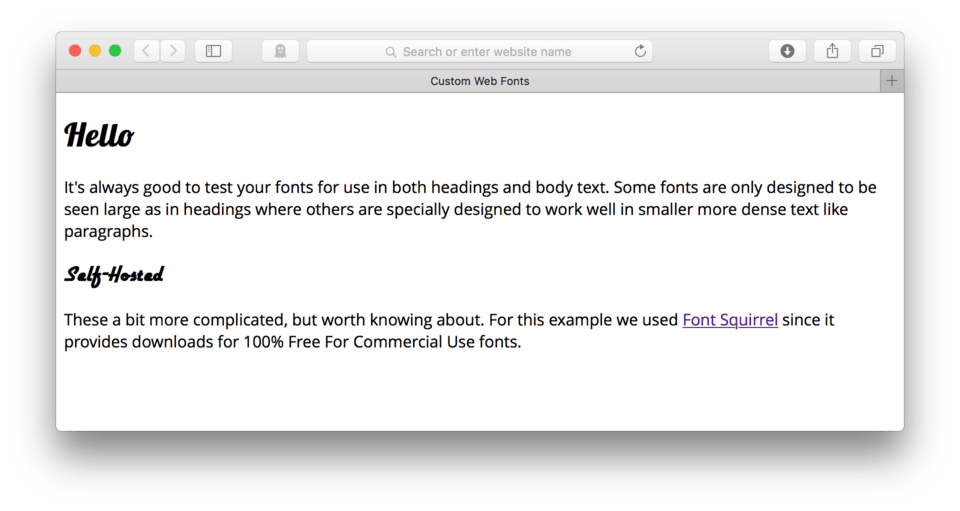 Search or enter website name
Custom Web Fonts
Hello
It's always good to test your fonts for use in both headings and body text. Some fonts are only designed to be
seen large as in headings where others are specially designed to work well in smaller more dense text like
paragraphs.
Self-Hosted
These a bit more complicated, but worth knowing about. For this example we used Font Squirrel since it
provides downloads for 100% Free For Commercial Use fonts.